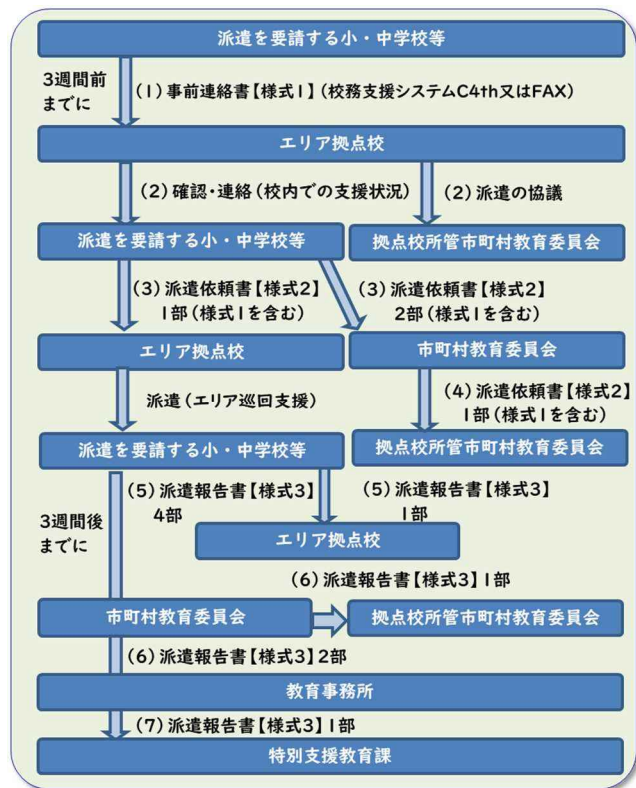 派遣を要請する小・中学校等
3週間前
までに
(1)事前連絡書【様式1】(校務支援システムC4th又はFAX)
エリア拠点校
(2)確認・連絡(校内での支援状況)
(2)派遣の協議
派遣を要請する小・中学校等
拠点校所管市町村教育委員会
(3)派遣依頼書【様式2】
1部(様式1を含む)
(3)派遣依頼書【様式2】
2部(様式1を含む)
エリア拠点校
市町村教育委員会
派遣(エリア巡回支援)
(4)派遣依頼書【様式2】
1部(様式1を含む)
派遣を要請する小・中学校等
拠点校所管市町村教育委員会
3週間後
までに
(5)派遣報告書【様式3】
4部
(5)派遣報告書【様式3】
1部
エリア拠点校
(6)派遣報告書【様式3】1部
市町村教育委員会
拠点校所管市町村教育委員会
(6)派遣報告書【様式3】2部
教育事務所
(7)派遣報告書【様式3】1部
特別支援教育課